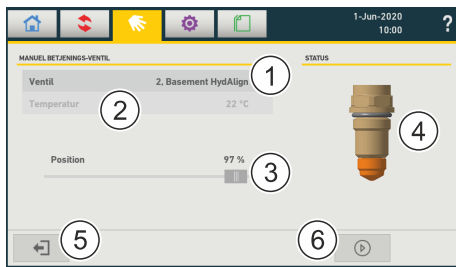 1-Jun-2020
10:00
?
MANUEL BETJENINGS-VENTIL
STATUS
Ventil 2, Basement HydAlign
1
Temperatur 22 °C
2
4
Position 97 %
3
5
6